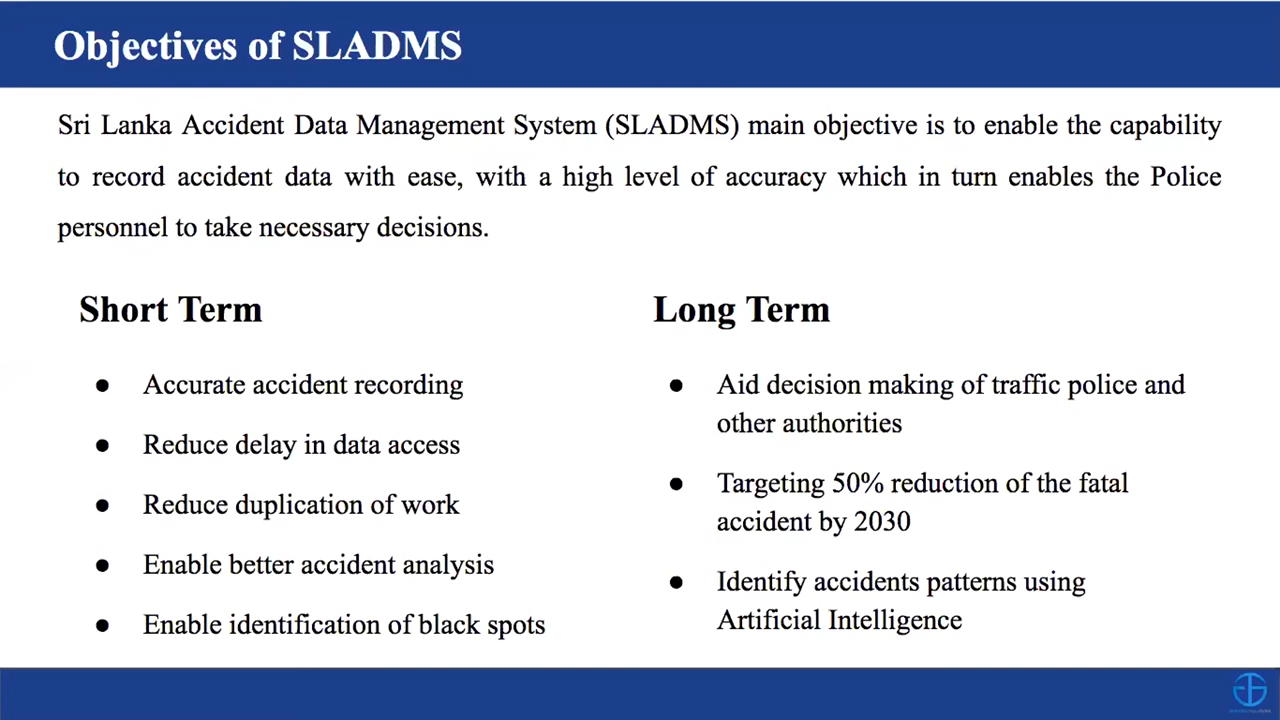 Objectives of SLADMS
Sri Lanka Accident Data Management System (SLADMS) main objective is to enable the capability
to record accident data with ease, with a high level of accuracy which in turn enables the Police
personnel to take necessary decisions.
Short Term
● Accurate accident recording
● Reduce delay in data access
● Reduce duplication of work
● Enable better accident analysis
● Enable identification of black spots
Long Term
● Aid decision making of traffic police and
other authorities
● Targeting 50% reduction of the fatal
accident by 2030
● Identify accidents patterns using
Artificial Intelligence